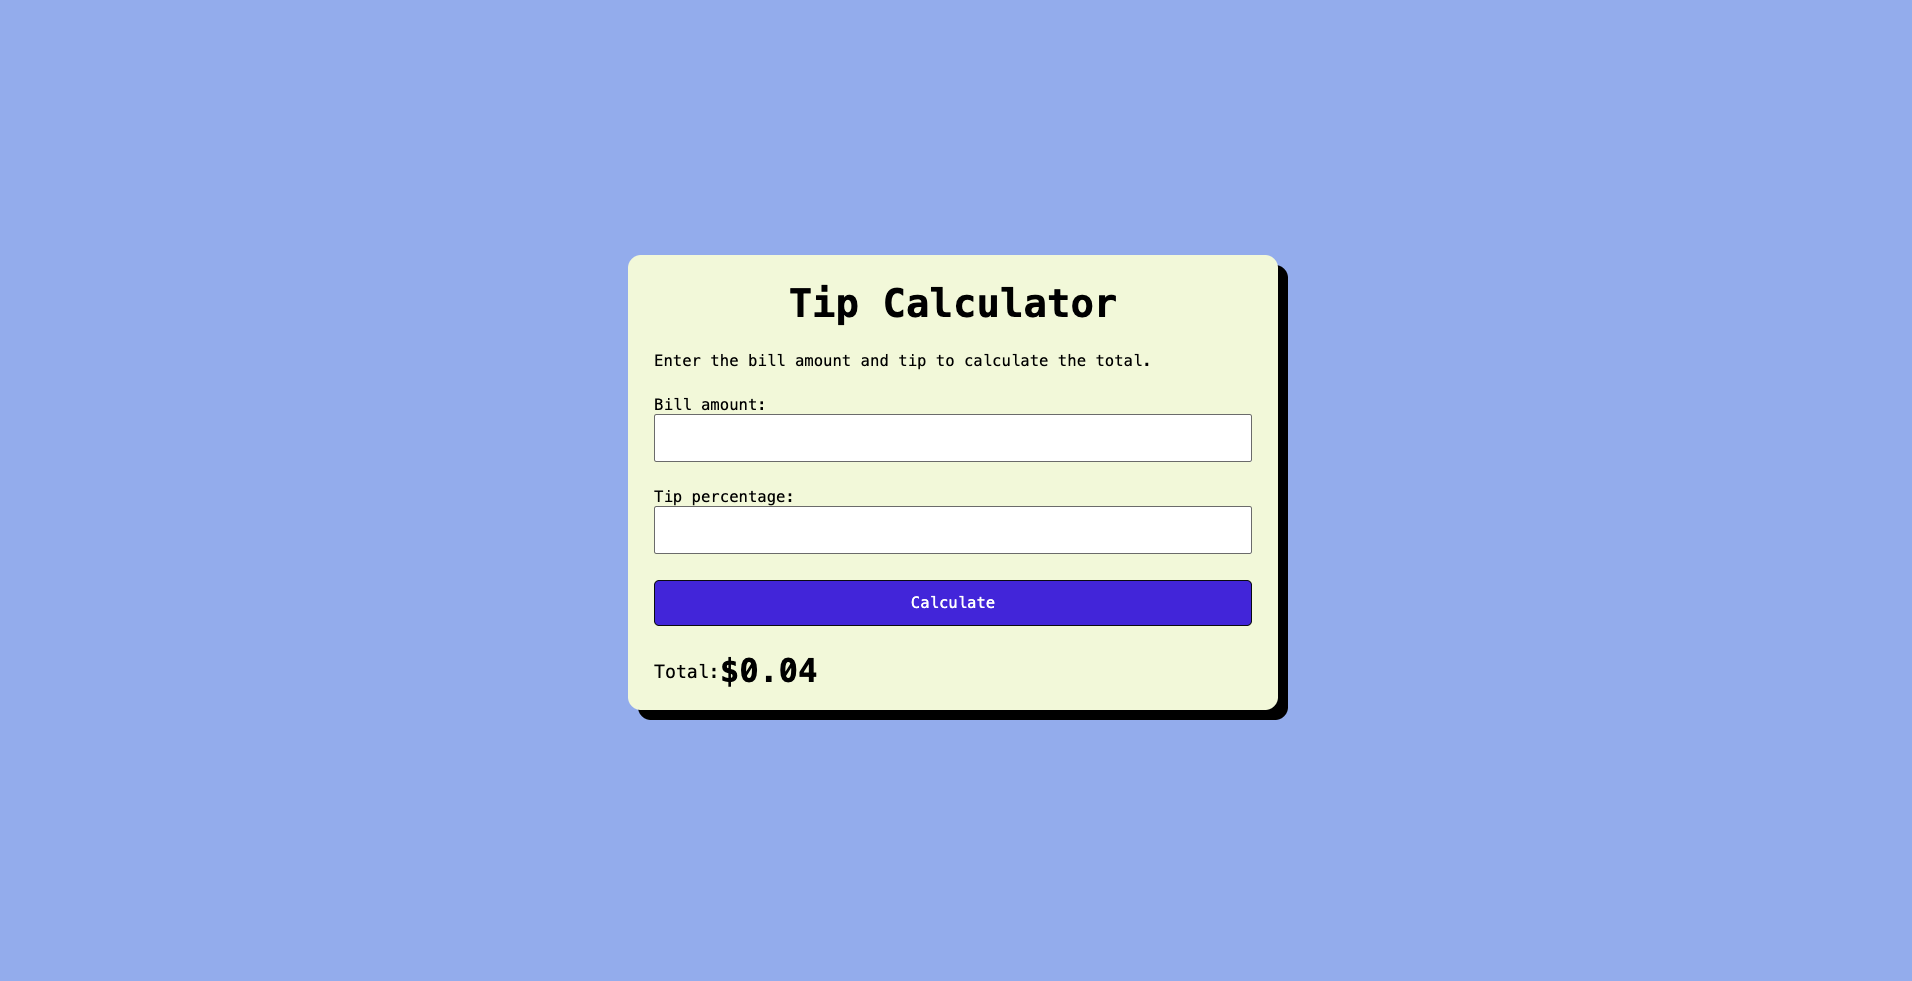 Tip Calculator
Enter the bill amount and tip to calculate the total.
Bill amount:
Tip percentage:
Calculate
Total:$0.04